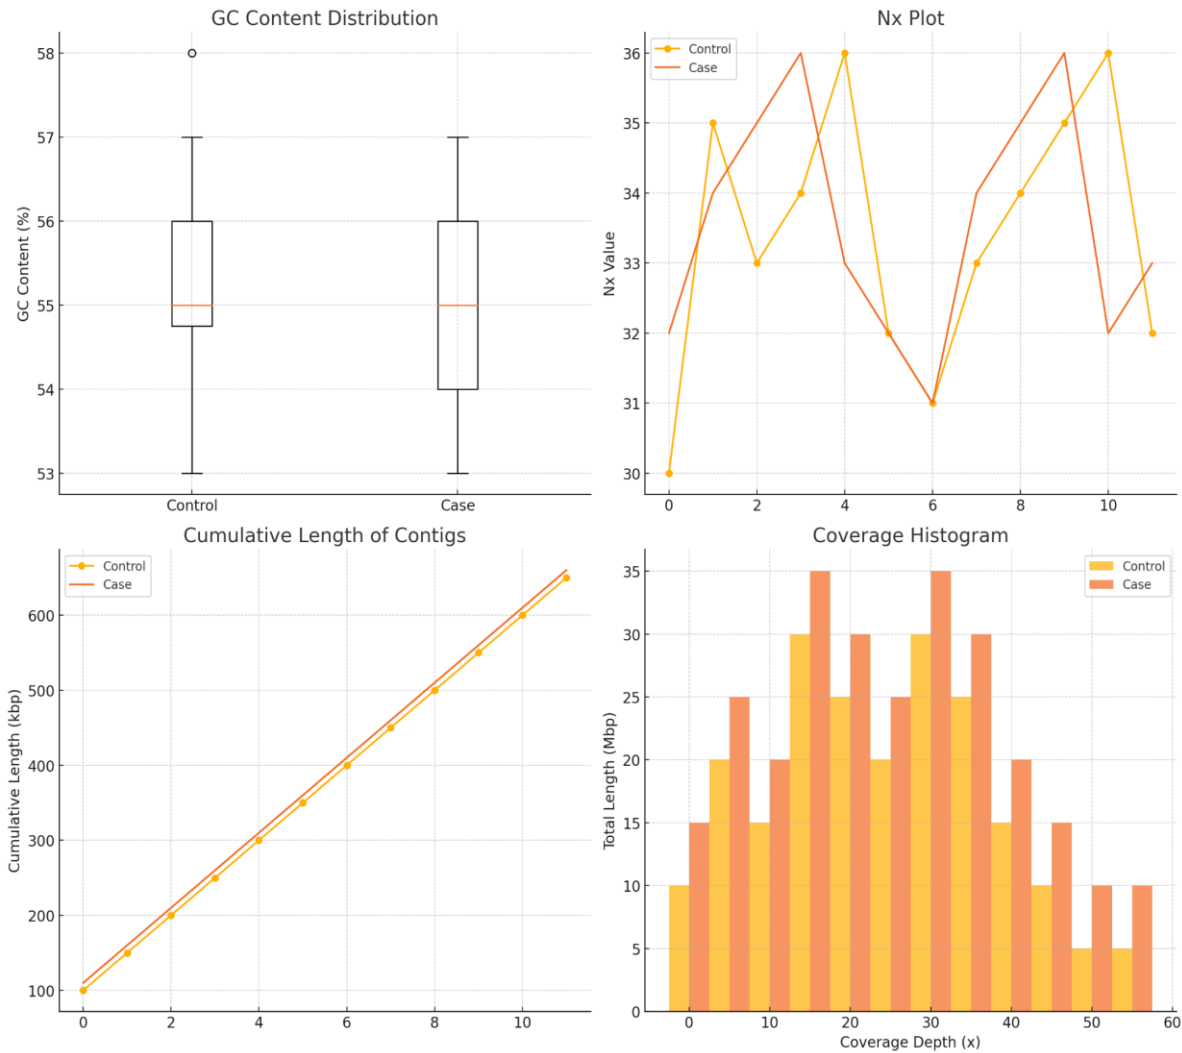 GC Content Distribution
58
57
56
55
54
53
GC Content (%)
Control
Case
Nx Plot
Control
Case
36
35
34
33
32
31
30
Nx Value
0
2
4
6
8
10
Cumulative Length of Contigs
Control
Case
600
500
400
300
200
100
Cumulative Length (kbp)
0
2
4
6
8
10
Coverage Histogram
Control
Case
35
30
25
20
15
10
5
0
Total Length (Mbp)
0
10
20
30
40
50
60
Coverage Depth (x)